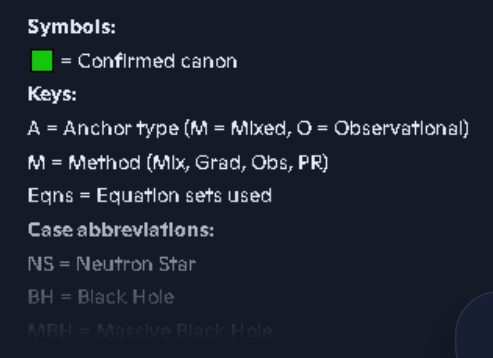 Symbols:
= Confirmed canon
Keys:
A = Anchor type (M = Mixed, O = Observational)
M = Method (Mix, Grad, Obs, PR)
Eqns = Equation sets used
Case abbreviations:
NS = Neutron Star
BH = Black Hole
MBH = Massive Black Hole